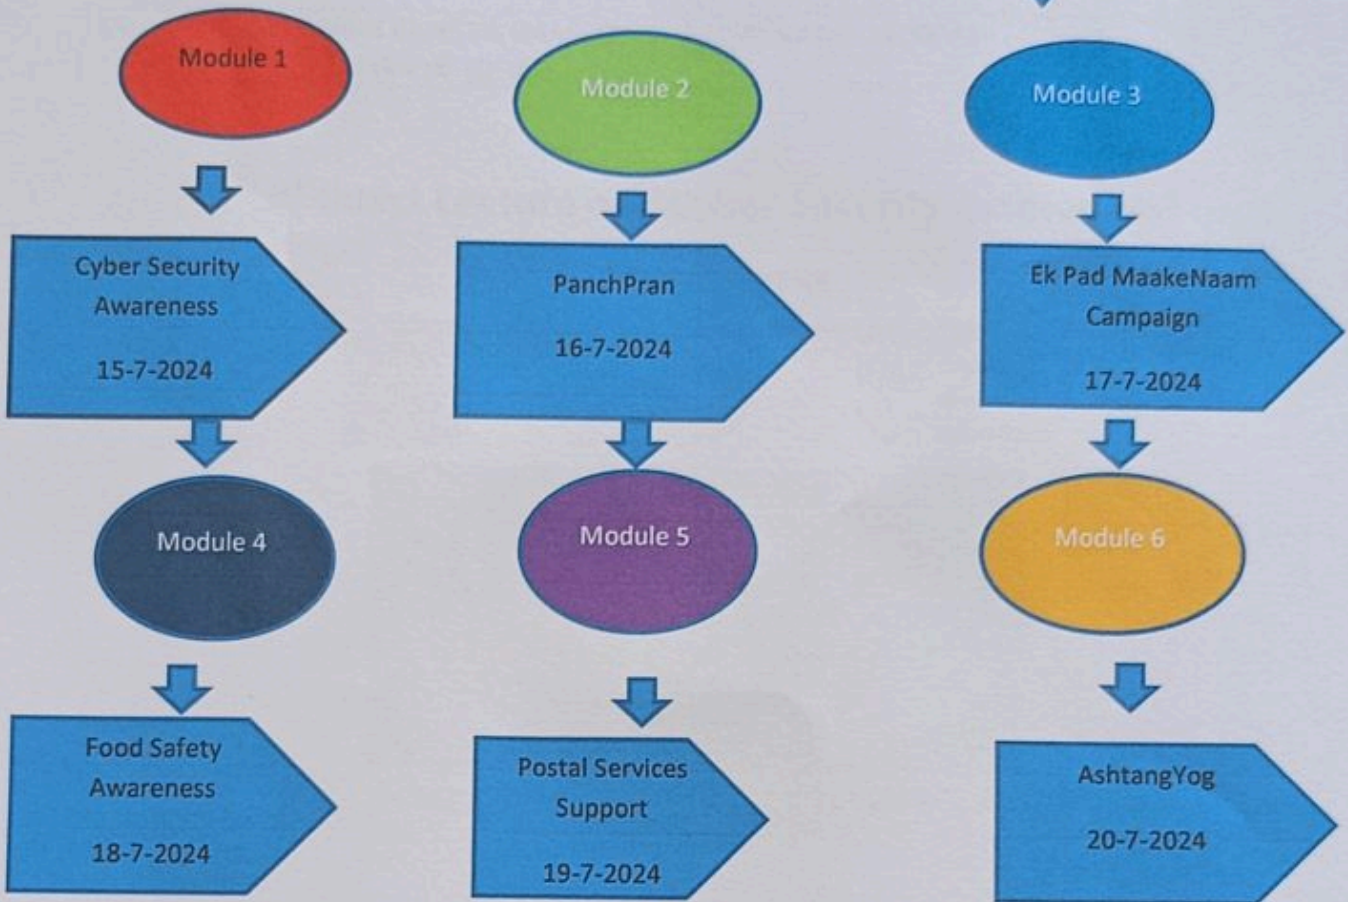 Module 1
Module 2
Module 3
Cyber Security
Awareness
15-7-2024
PanchPran
16-7-2024
Ek Pad MaakeNaam
Campaign
17-7-2024
Module 4
Module 5
Module 6
Food Safety
Awareness
18-7-2024
Postal Services
Support
19-7-2024
AshtangYog
20-7-2024